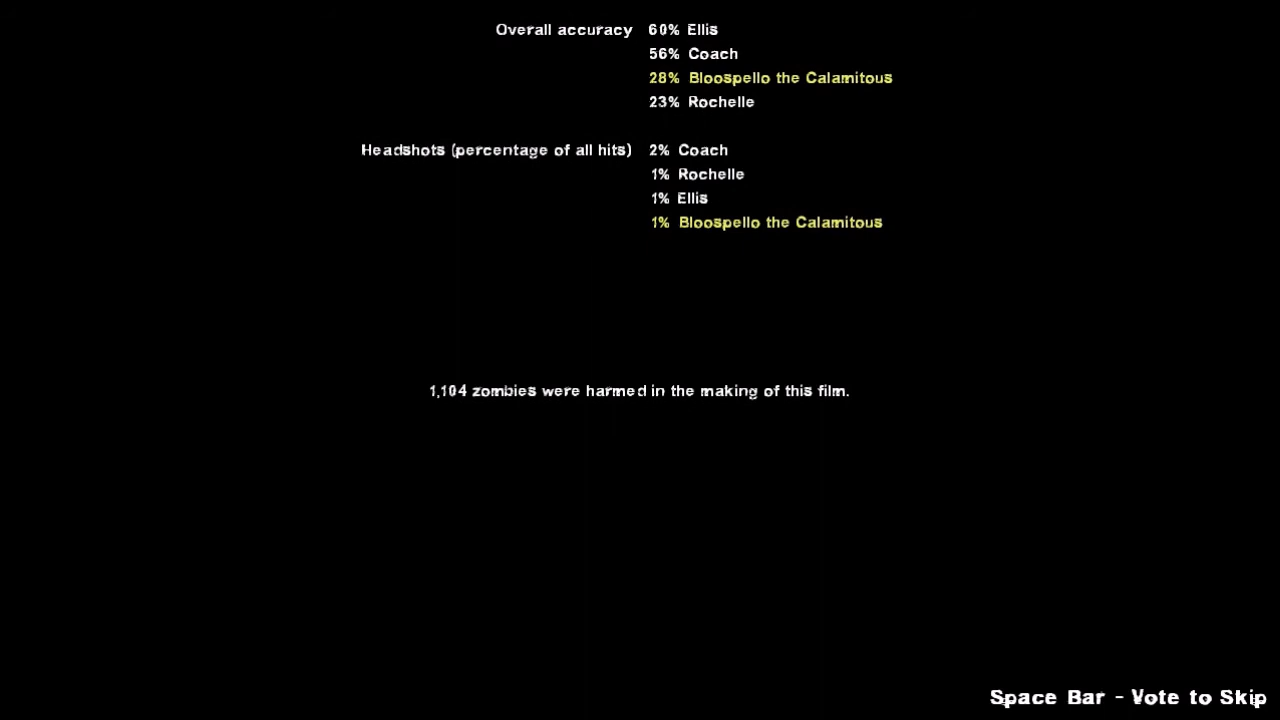 Overall accuracy 60% Ellis
56% Coach
28% Bloospello the Calamitous
23% Rochelle
Headshots (percentage of all hits) 2% Coach
1% Rochelle
1% Ellis
1% Bloospello the Calamitous
1,104 zombies were harmed in the making of this film.
Space Bar - Vote to Skip